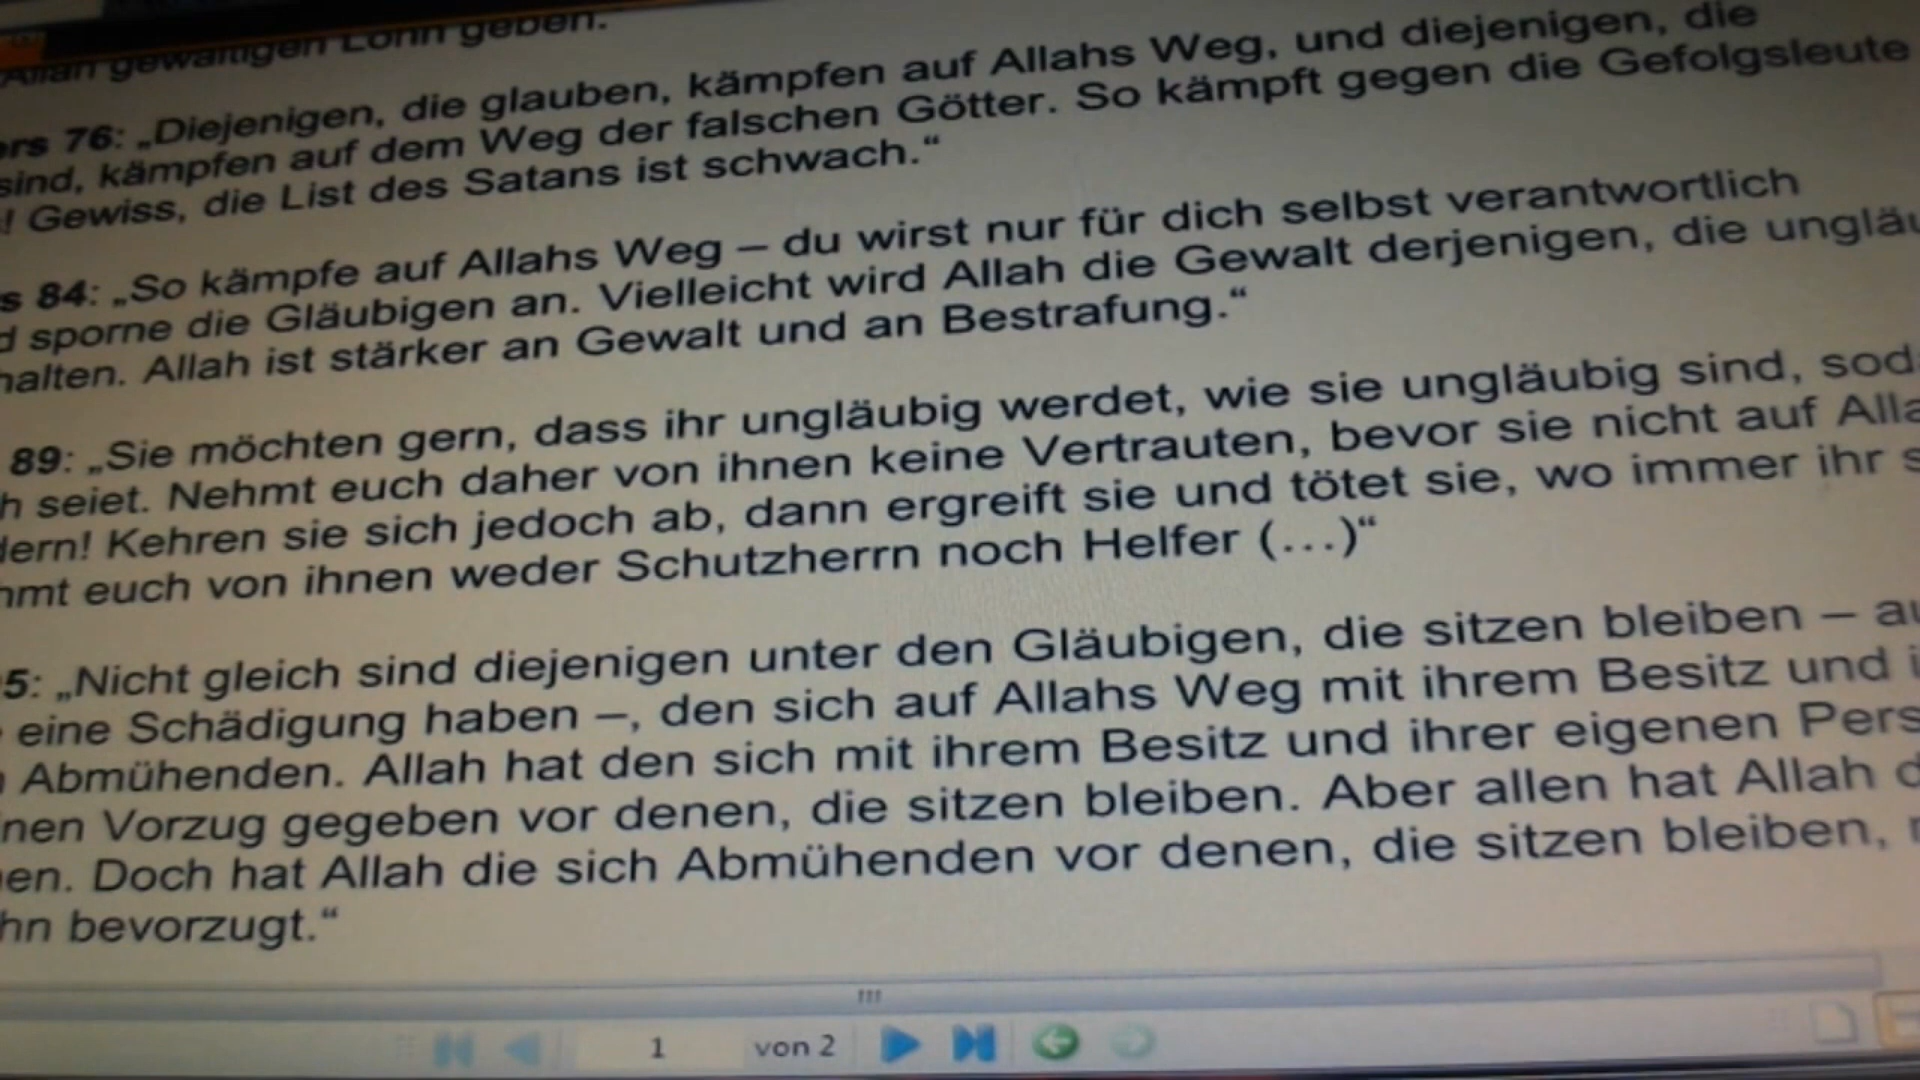 Allah gewaltigen Lohn geben.
ers 76: „Diejenigen, die glauben, kämpfen auf Allahs Weg, und diejenigen, die
sind, kämpfen auf dem Weg der falschen Götter. So kämpft gegen die Gefolgsleute
! Gewiss, die List des Satans ist schwach.“
s 84: „So kämpfe auf Allahs Weg – du wirst nur für dich selbst verantwortlich
d sporne die Gläubigen an. Vielleicht wird Allah die Gewalt derjenigen, die ungläu
halten. Allah ist stärker an Gewalt und an Bestrafung.“
89: „Sie möchten gern, dass ihr ungläubig werdet, wie sie ungläubig sind, sod
h seiet. Nehmt euch daher von ihnen keine Vertrauten, bevor sie nicht auf Alla
dern! Kehren sie sich jedoch ab, dann ergreift sie und tötet sie, wo immer ihr s
hmt euch von ihnen weder Schutzherrn noch Helfer (…)“
5: „Nicht gleich sind diejenigen unter den Gläubigen, die sitzen bleiben – au
eine Schädigung haben –, den sich auf Allahs Weg mit ihrem Besitz und i
Abmühenden. Allah hat den sich mit ihrem Besitz und ihrer eigenen Pers
nen Vorzug gegeben vor denen, die sitzen bleiben. Aber allen hat Allah d
en. Doch hat Allah die sich Abmühenden vor denen, die sitzen bleiben, m
hn bevorzugt.“
1 von 2